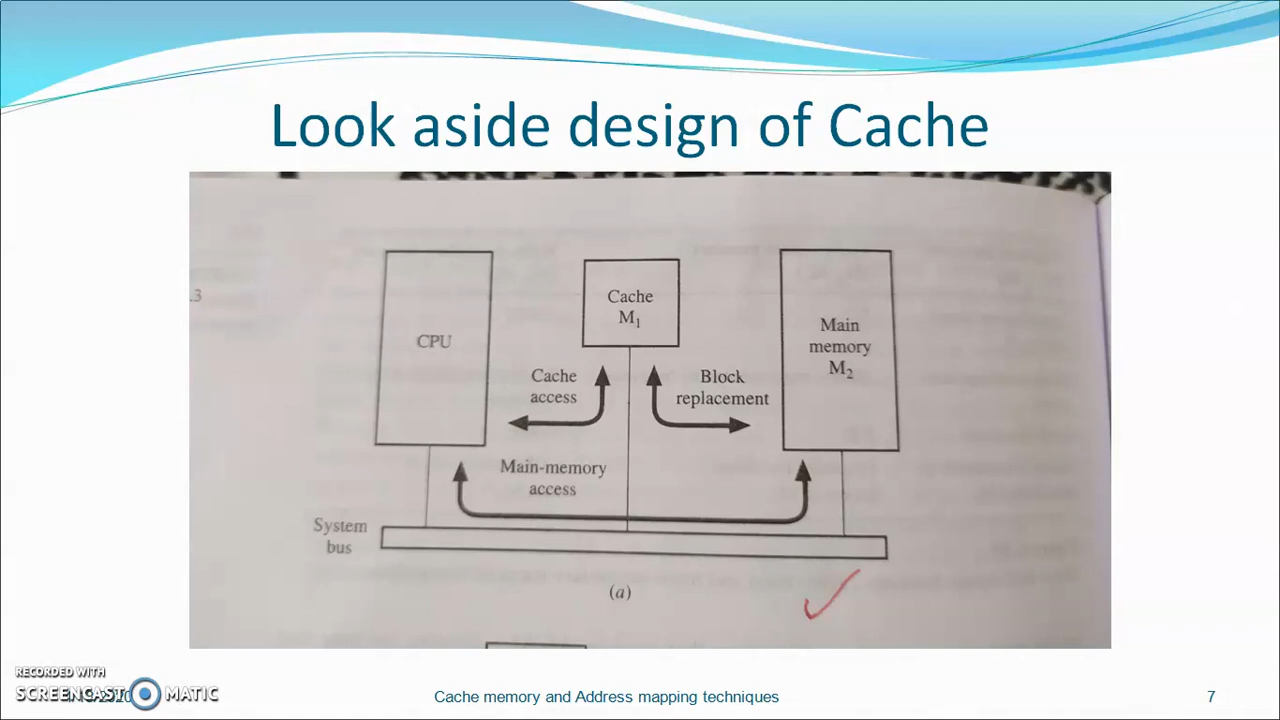 Look aside design of Cache
.3
CPU
Cache
M1
Main
memory
M2
Cache
access
Block
replacement
Main-memory
access
System
bus
(a)
RECORDED WITH
SCREENCAST MATIC
Cache memory and Address mapping techniques
7